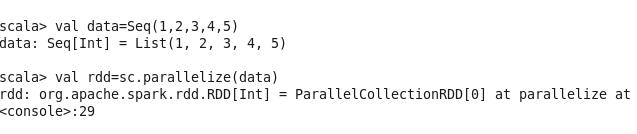 scala> val data=Seq(1,2,3,4,5)
data: Seq[Int] = List(1, 2, 3, 4, 5)
scala> val rdd=sc.parallelize(data)
rdd: org.apache.spark.rdd.RDD[Int] = ParallelCollectionRDD[0] at parallelize at
<console>:29